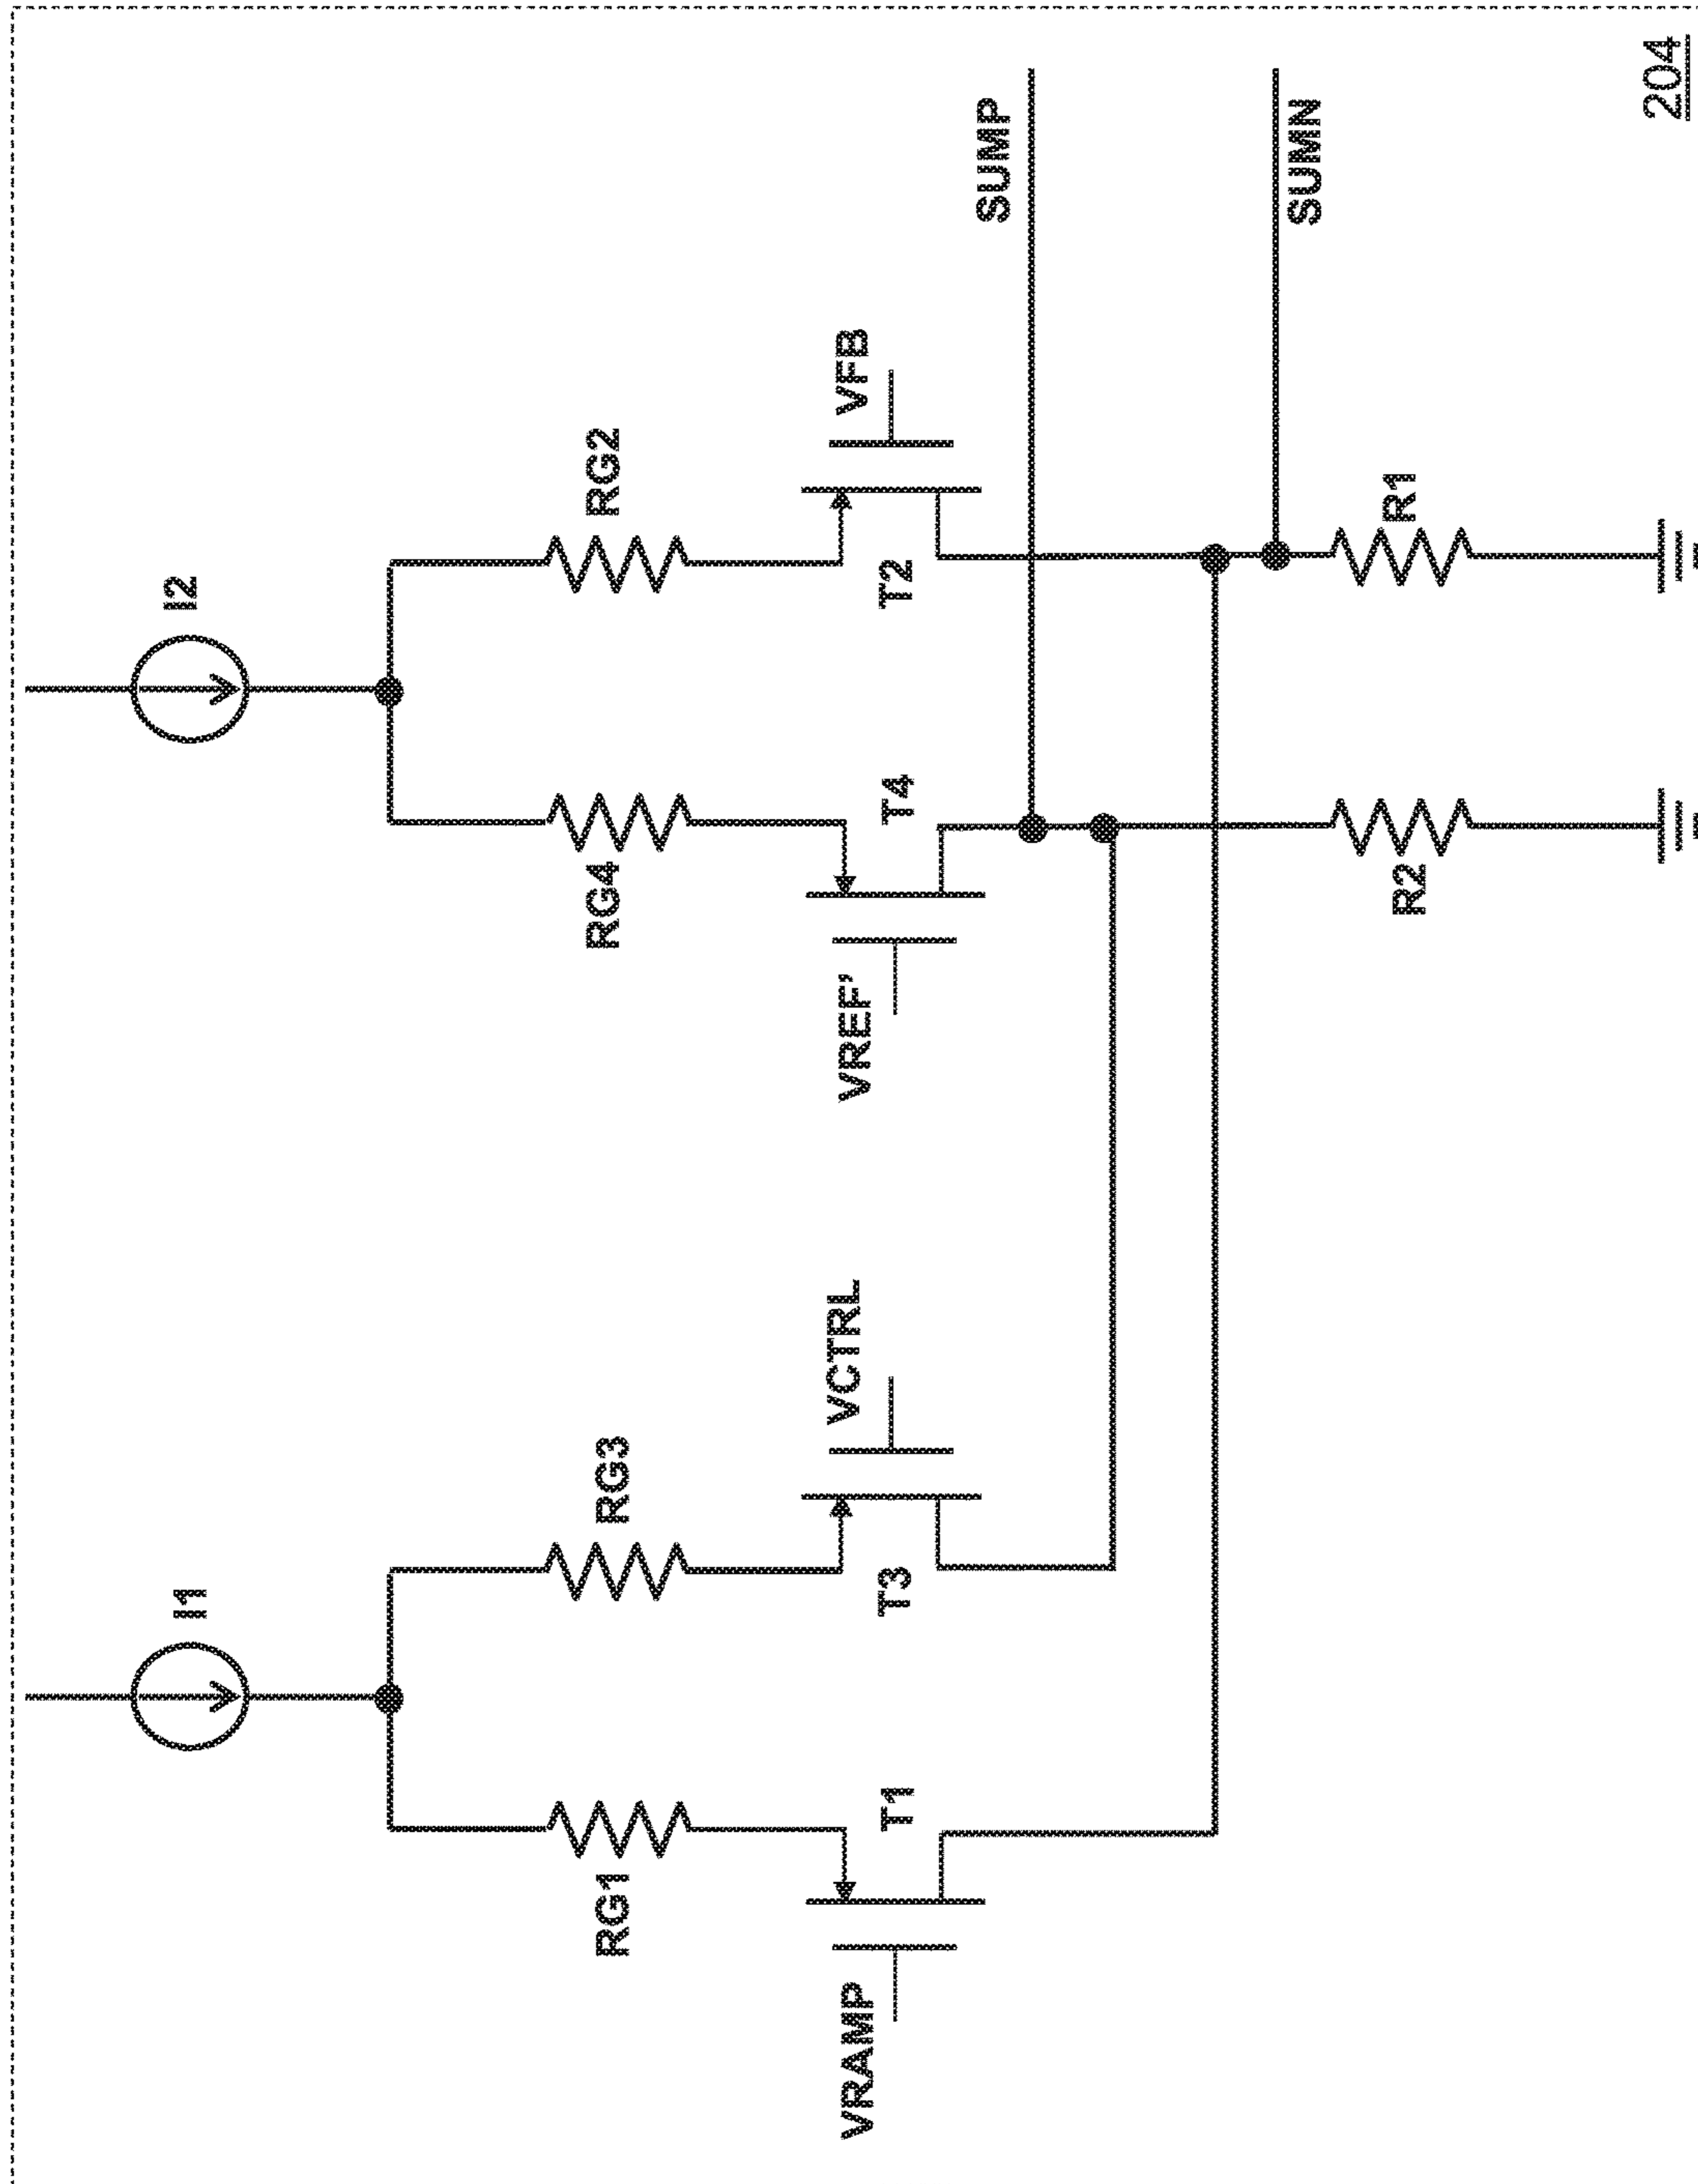 I1
I2
RG1
RG3
RG4
RG2
VRAMP
T1
T3
VCTRL
VREF'
T4
T2
VFB
SUMP
SUMN
R2
R1
204